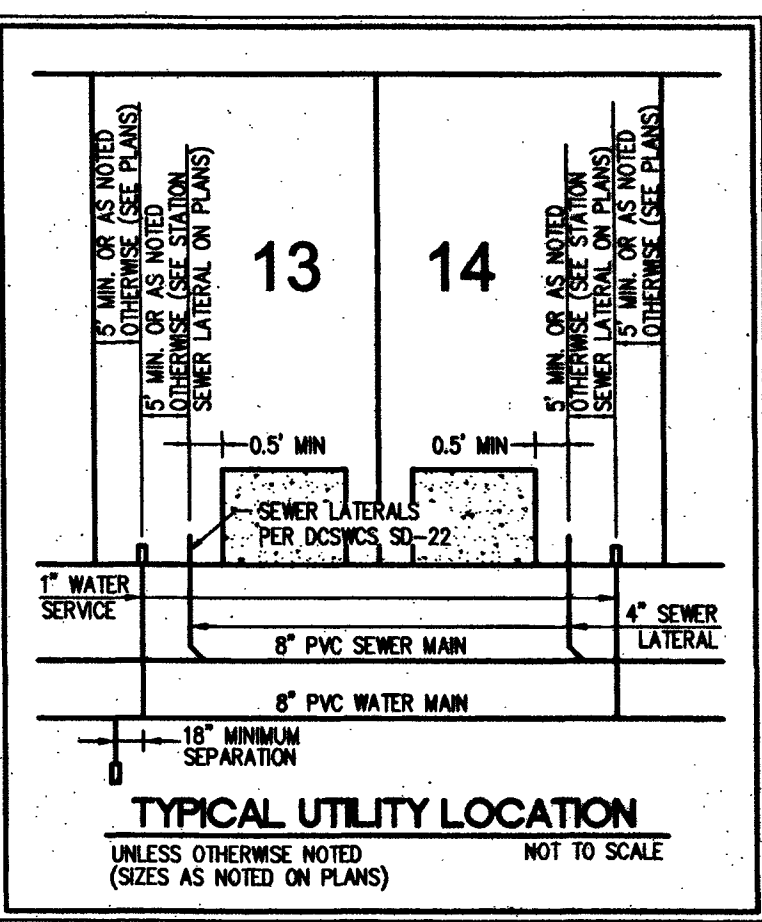 5' MIN. OR AS NOTED
OTHERWISE (SEE PLANS)
5' MIN. OR AS NOTED
OTHERWISE (SEE STATION
SEWER LATERAL ON PLANS)
13
14
5' MIN. OR AS NOTED
OTHERWISE (SEE STATION
SEWER LATERAL ON PLANS)
5' MIN. OR AS NOTED
OTHERWISE (SEE PLANS)
0.5' MIN
0.5' MIN
SEWER LATERALS
PER DCSWCS SD-22
1" WATER
SERVICE
4" SEWER
LATERAL
8" PVC SEWER MAIN
8" PVC WATER MAIN
18" MINIMUM
SEPARATION
TYPICAL UTILITY LOCATION
UNLESS OTHERWISE NOTED
(SIZES AS NOTED ON PLANS)
NOT TO SCALE